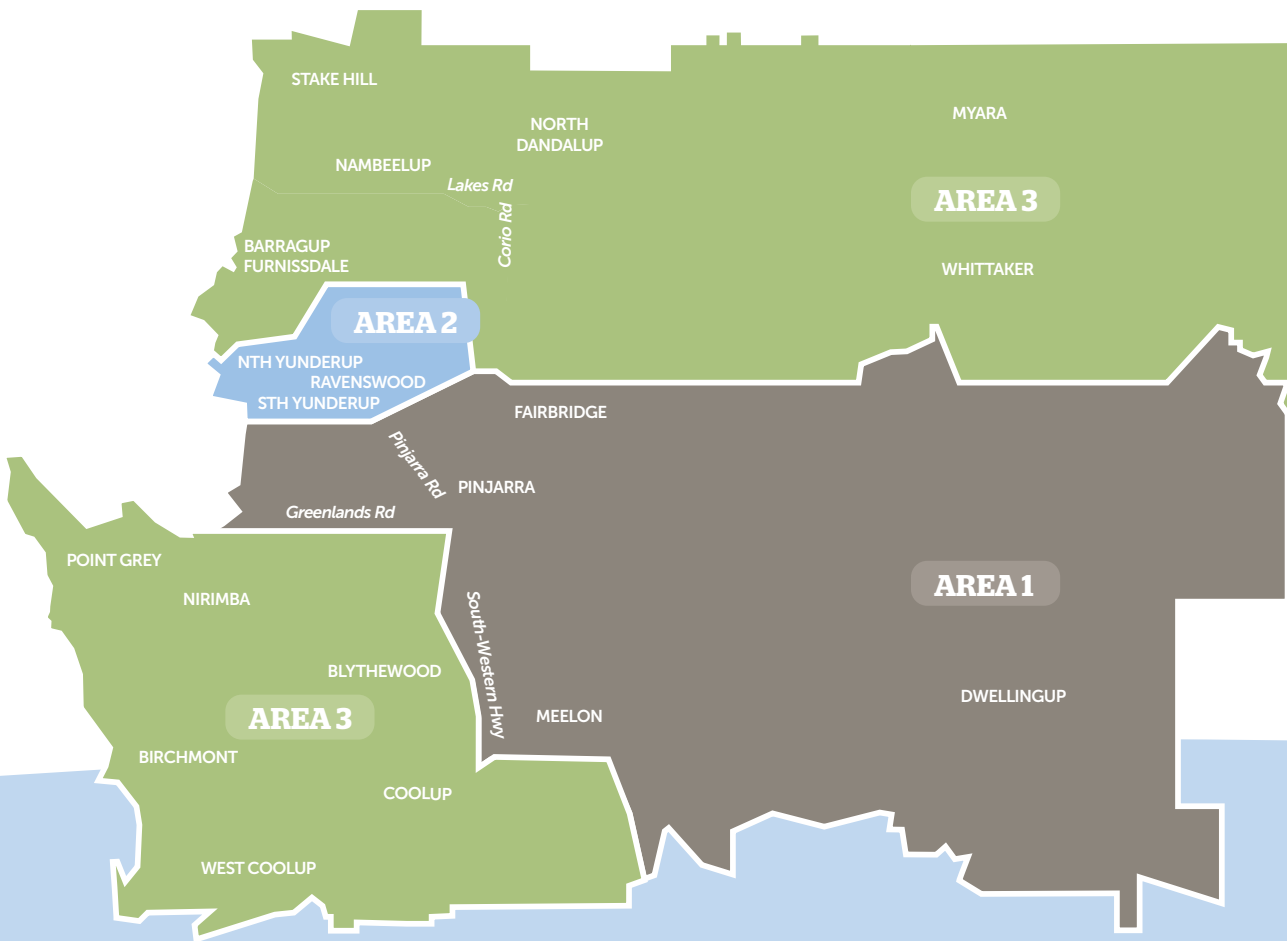 STAKE HILL
MYARA
NORTH
DANDALUP
NAMBEELUP
Lakes Rd
AREA 3
Corio Rd
BARRAGUP
FURNISSDALE
WHITTAKER
AREA 2
NTH YUNDERUP
RAVENSWOOD
STH YUNDERUP
FAIRBRIDGE
Pinjarra Rd
PINJARRA
Greenlands Rd
POINT GREY
AREA 1
NIRIMBA
South-Western Hwy
BLYTHEWOOD
DWELLINGUP
AREA 3
MEELON
BIRCHMONT
COOLUP
WEST COOLUP